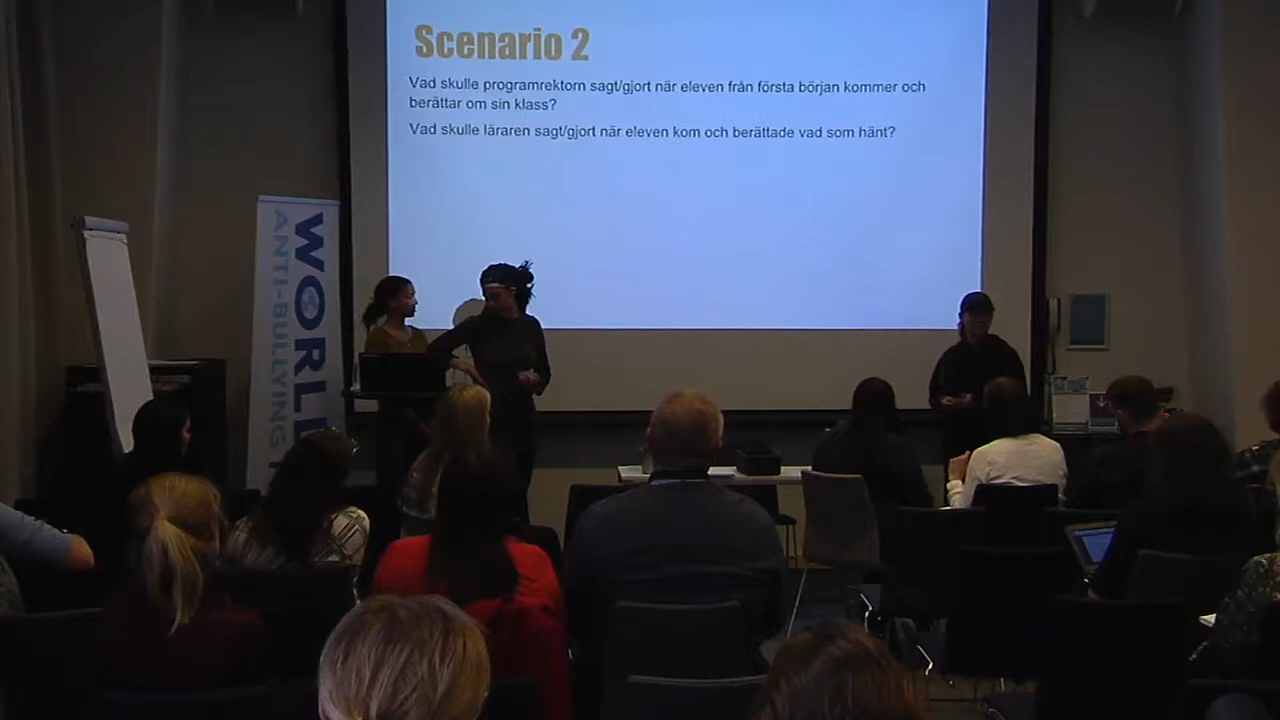 Scenario 2
Vad skulle programrektorn sagt/gjort när eleven från första början kommer och
berättar om sin klass?
Vad skulle läraren sagt/gjort när eleven kom och berättade vad som hänt?
WORL
ANTI-BULLYING